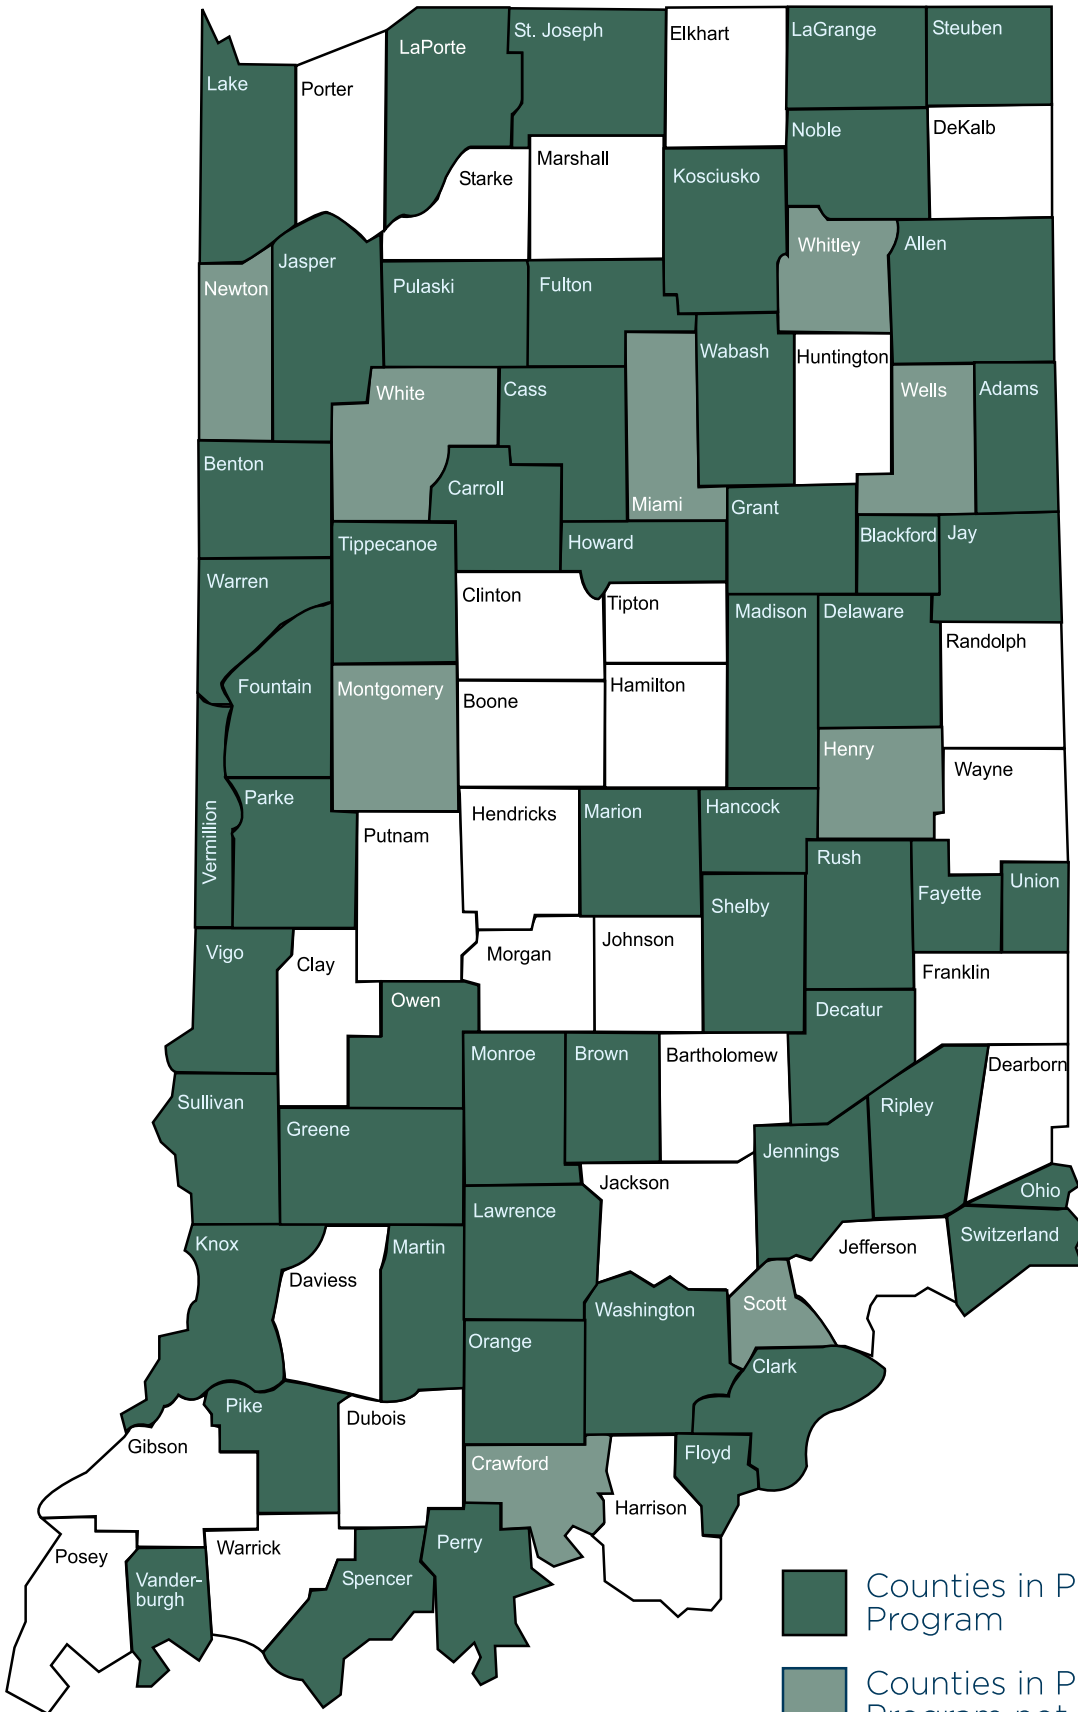 St. Joseph
LaGrange
Steuben
Elkhart
LaPorte
Lake
Porter
Noble
DeKalb
Marshall
Starke
Kosciusko
Whitley
Allen
Jasper
Newton
Pulaski
Fulton
Wabash
Huntington
White
Cass
Wells
Adams
Benton
Carroll
Miami
Grant
Blackford
Jay
Tippecanoe
Howard
Warren
Clinton
Tipton
Madison
Delaware
Randolph
Fountain
Montgomery
Boone
Hamilton
Henry
Wayne
Vermillion
Parke
Putnam
Hendricks
Marion
Hancock
Rush
Fayette
Union
Shelby
Vigo
Clay
Morgan
Johnson
Franklin
Owen
Decatur
Monroe
Brown
Bartholomew
Dearborn
Sullivan
Greene
Ripley
Jennings
Jackson
Ohio
Lawrence
Switzerland
Knox
Martin
Jefferson
Daviess
Washington
Scott
Orange
Clark
Pike
Dubois
Gibson
Crawford
Floyd
Harrison
Posey
Warrick
Perry
Vander-
burgh
Spencer
Counties in P
Program
Counties in P
Program not